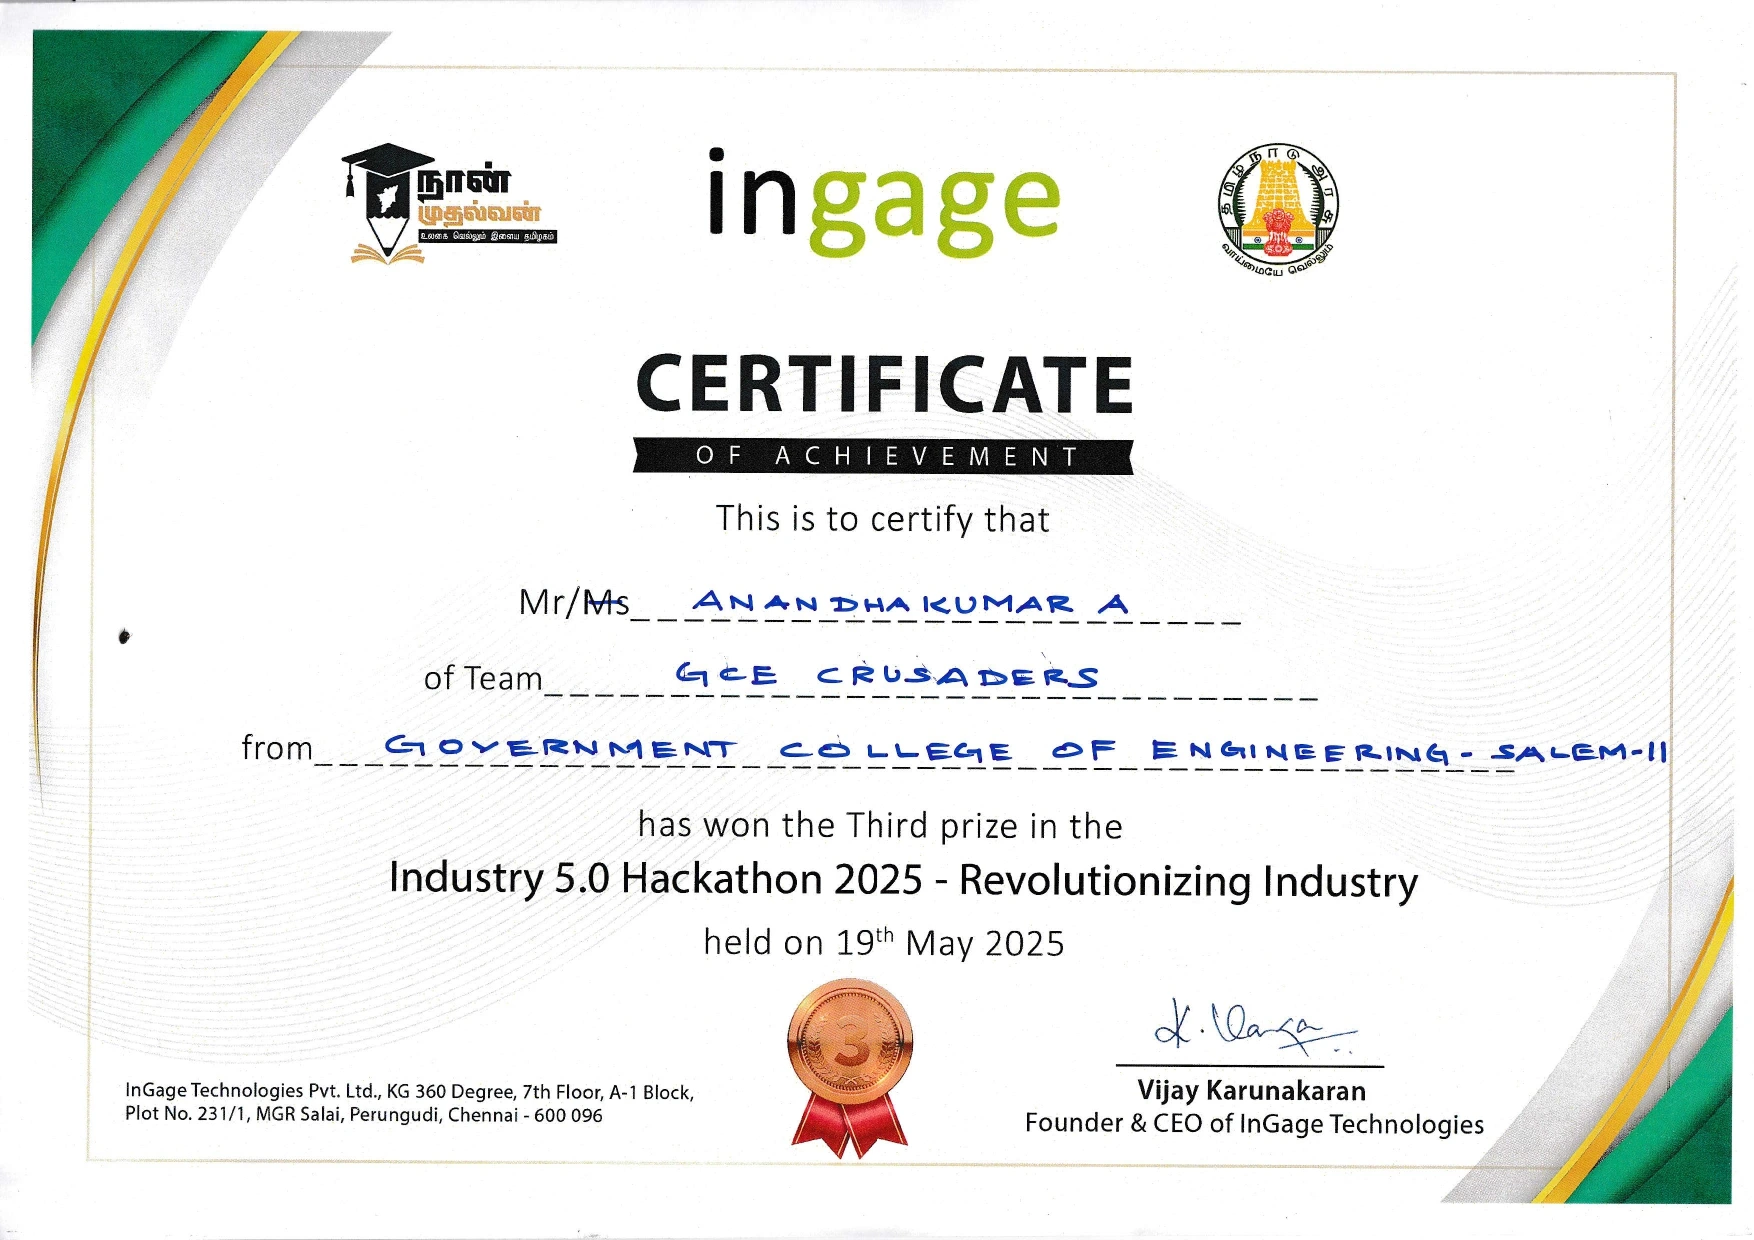 நான்
முதல்வன்
உலகை வெல்லும் இளைய தமிழகம்
ingage
தமிழ்நாடு அரசு
வாய்மையே வெல்லும்
CERTIFICATE
OF ACHIEVEMENT
This is to certify that
Mr/Ms ANANDHAKUMAR A
of Team GCE CRUSADERS
from GOVERNMENT COLLEGE OF ENGINEERING - SALEM-11
has won the Third prize in the
Industry 5.0 Hackathon 2025 - Revolutionizing Industry
held on 19th May 2025
3
InGage Technologies Pvt. Ltd., KG 360 Degree, 7th Floor, A-1 Block,
Plot No. 231/1, MGR Salai, Perungudi, Chennai - 600 096
Vijay Karunakaran
Founder & CEO of InGage Technologies